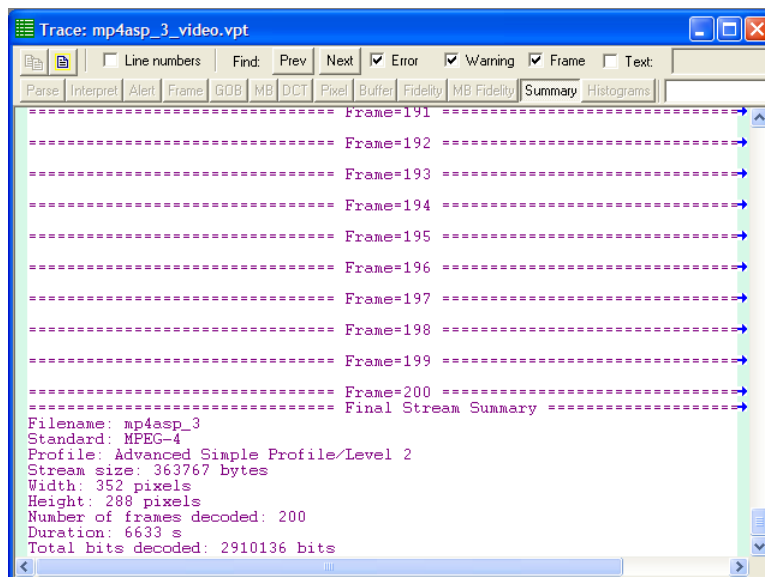 Trace: mp4asp_3_video.vpt
Line numbers Find: Prev Next Error Warning Frame Text:
Parse Interpret Alert Frame GOB MB DCT Pixel Buffer Fidelity MB Fidelity Summary Histograms
================================ Frame=191 ===============================
================================ Frame=192 ===============================
================================ Frame=193 ===============================
================================ Frame=194 ===============================
================================ Frame=195 ===============================
================================ Frame=196 ===============================
================================ Frame=197 ===============================
================================ Frame=198 ===============================
================================ Frame=199 ===============================
================================ Frame=200 ===============================
================================ Final Stream Summary ====================
Filename: mp4asp_3
Standard: MPEG-4
Profile: Advanced Simple Profile/Level 2
Stream size: 363767 bytes
Width: 352 pixels
Height: 288 pixels
Number of frames decoded: 200
Duration: 6633 s
Total bits decoded: 2910136 bits